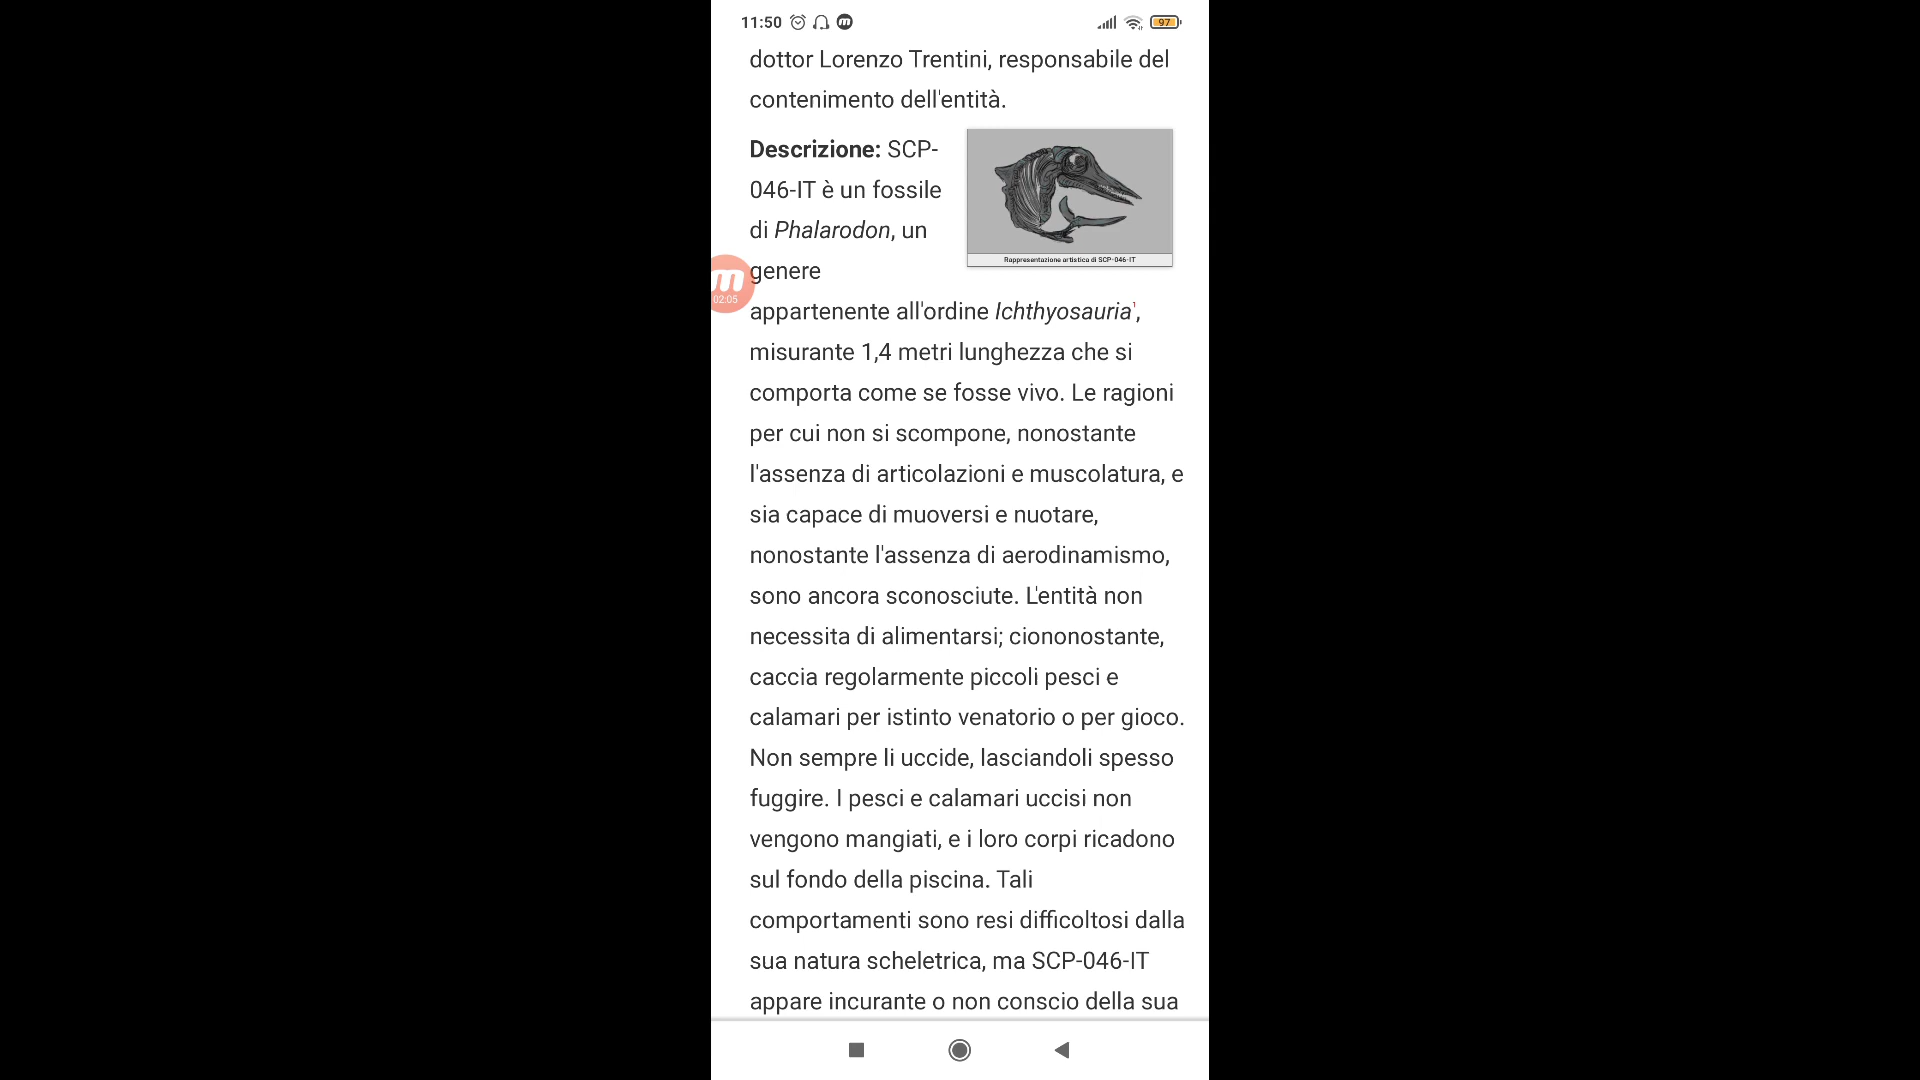 11:50
97
dottor Lorenzo Trentini, responsabile del
contenimento dell'entità.
Descrizione: SCP-
046-IT è un fossile
di Phalarodon, un
genere
Rappresentazione artistica di SCP-046-IT
m
02:05
appartenente all'ordine Ichthyosauria1,
misurante 1,4 metri lunghezza che si
comporta come se fosse vivo. Le ragioni
per cui non si scompone, nonostante
l'assenza di articolazioni e muscolatura, e
sia capace di muoversi e nuotare,
nonostante l'assenza di aerodinamismo,
sono ancora sconosciute. L'entità non
necessita di alimentarsi; ciononostante,
caccia regolarmente piccoli pesci e
calamari per istinto venatorio o per gioco.
Non sempre li uccide, lasciandoli spesso
fuggire. I pesci e calamari uccisi non
vengono mangiati, e i loro corpi ricadono
sul fondo della piscina. Tali
comportamenti sono resi difficoltosi dalla
sua natura scheletrica, ma SCP-046-IT
appare incurante o non conscio della sua